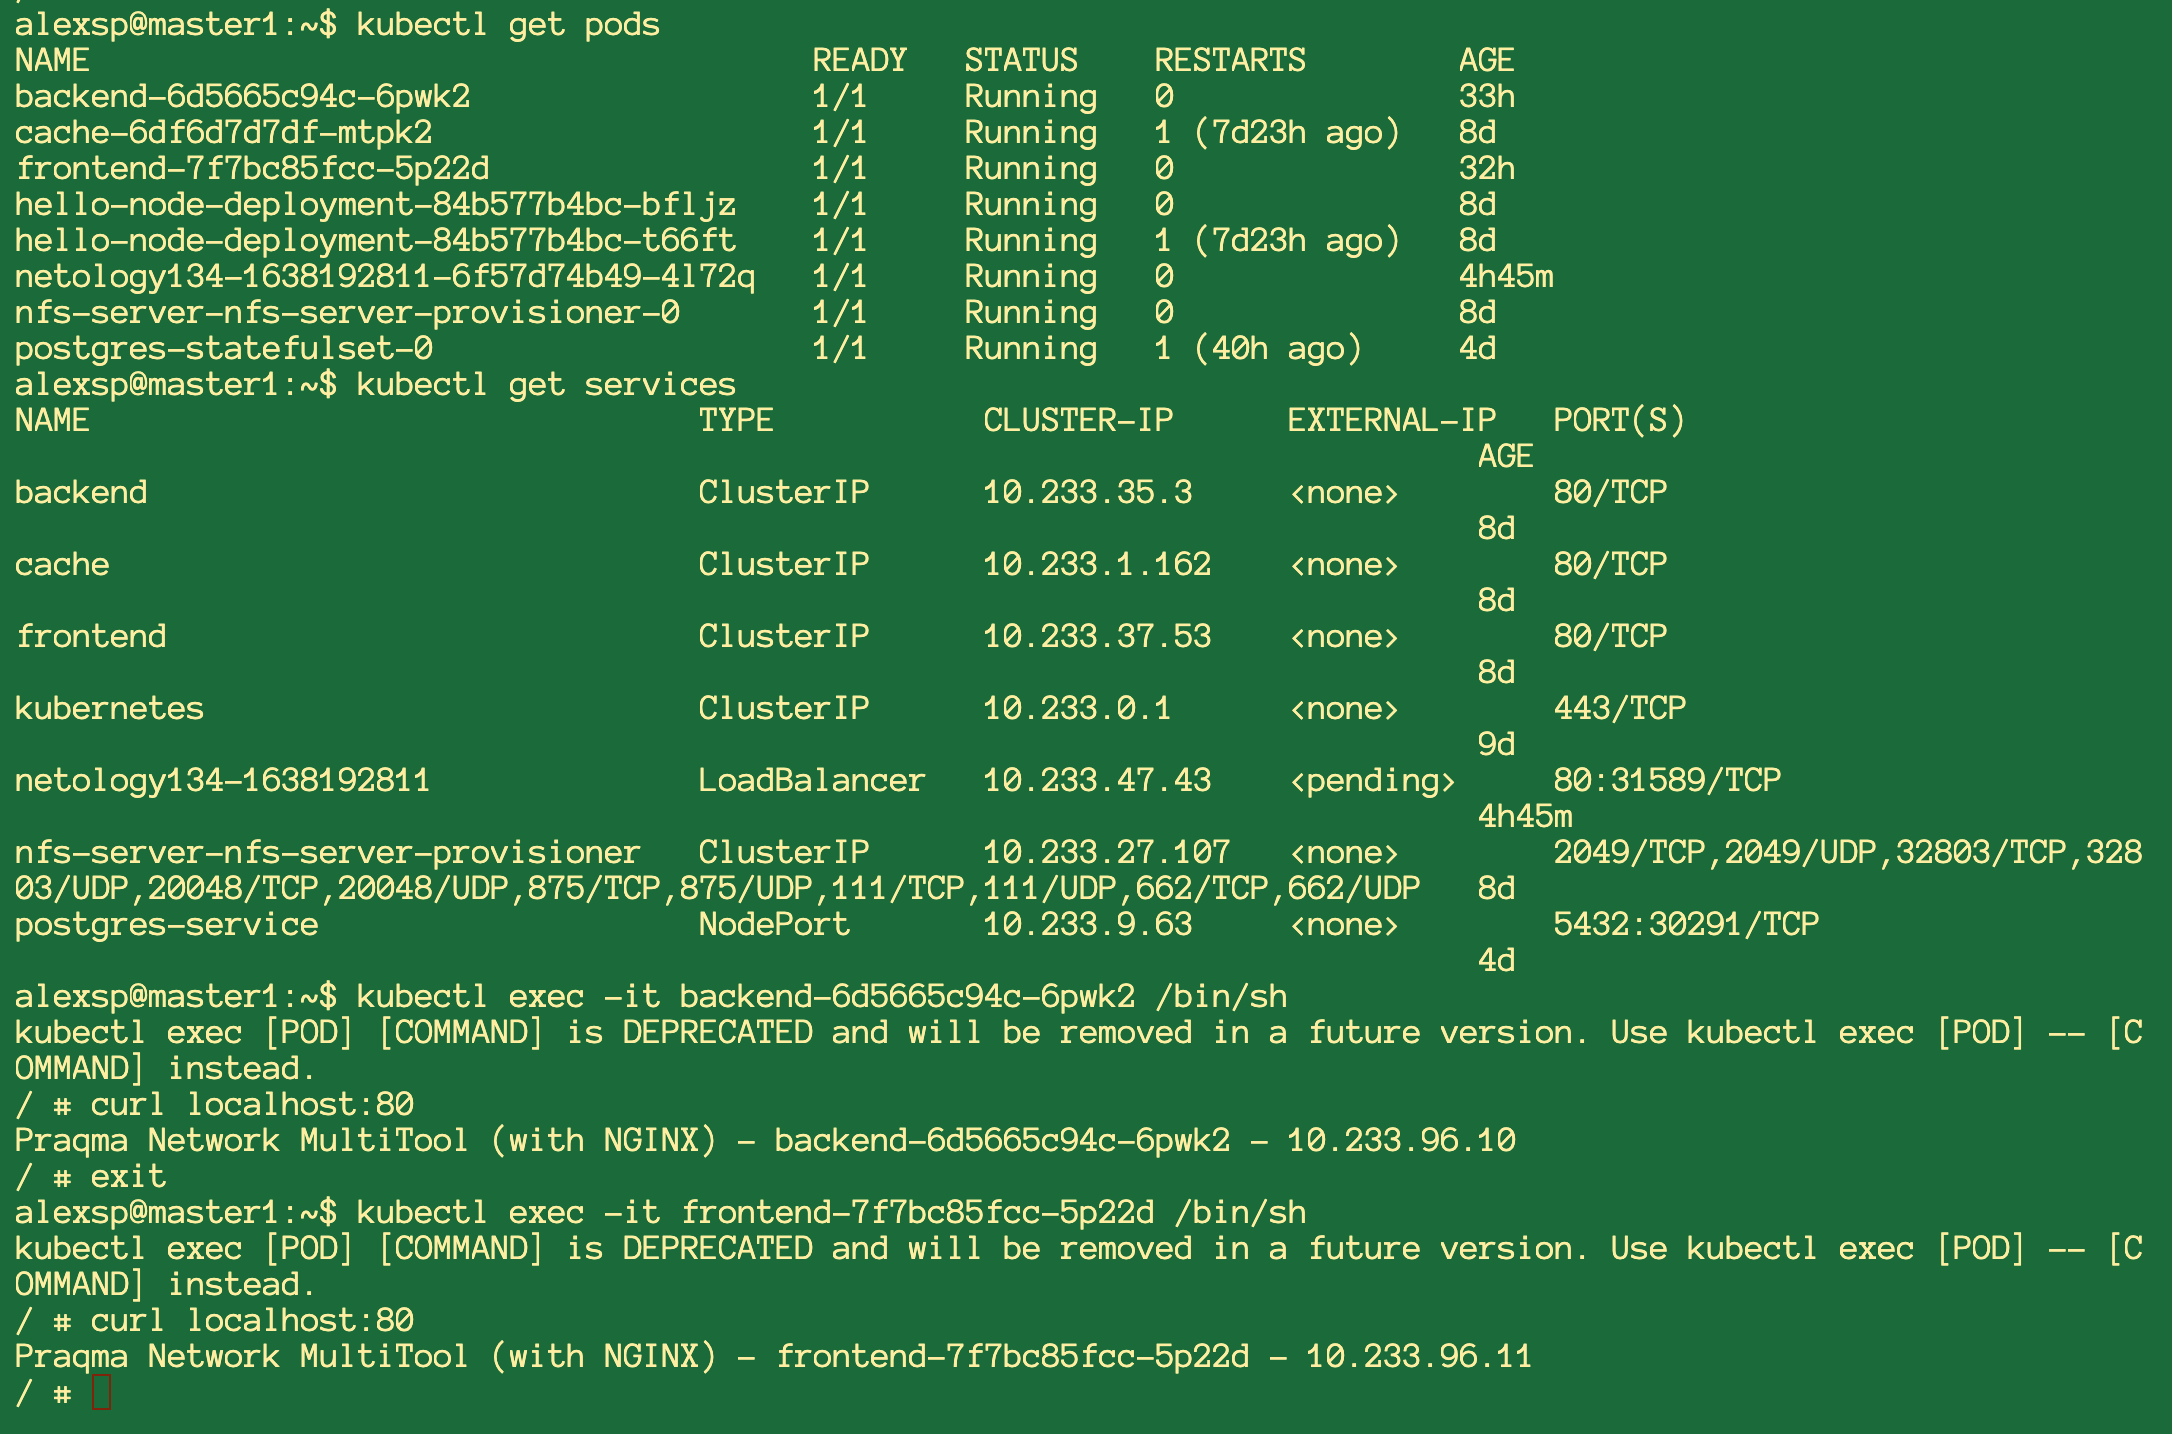 alexsp@master1:~$ kubectl get pods
NAME                                      READY   STATUS    RESTARTS        AGE
backend-6d5665c94c-6pwk2                  1/1     Running   0               33h
cache-6df6d7d7df-mtpk2                    1/1     Running   1 (7d23h ago)   8d
frontend-7f7bc85fcc-5p22d                 1/1     Running   0               32h
hello-node-deployment-84b577b4bc-bfljz    1/1     Running   0               8d
hello-node-deployment-84b577b4bc-t66ft    1/1     Running   1 (7d23h ago)   8d
netology134-1638192811-6f57d74b49-4l72q   1/1     Running   0               4h45m
nfs-server-nfs-server-provisioner-0       1/1     Running   0               8d
postgres-statefulset-0                    1/1     Running   1 (40h ago)     4d
alexsp@master1:~$ kubectl get services
NAME                                TYPE           CLUSTER-IP      EXTERNAL-IP   PORT(S)
AGE
backend                             ClusterIP      10.233.35.3     <none>        80/TCP
8d
cache                               ClusterIP      10.233.1.162    <none>        80/TCP
8d
frontend                            ClusterIP      10.233.37.53    <none>        80/TCP
8d
kubernetes                          ClusterIP      10.233.0.1      <none>        443/TCP
9d
netology134-1638192811              LoadBalancer   10.233.47.43    <pending>     80:31589/TCP
4h45m
nfs-server-nfs-server-provisioner   ClusterIP      10.233.27.107   <none>        2049/TCP,2049/UDP,32803/TCP,328
03/UDP,20048/TCP,20048/UDP,875/TCP,875/UDP,111/TCP,111/UDP,662/TCP,662/UDP   8d
postgres-service                    NodePort       10.233.9.63     <none>        5432:30291/TCP
4d
alexsp@master1:~$ kubectl exec -it backend-6d5665c94c-6pwk2 /bin/sh
kubectl exec [POD] [COMMAND] is DEPRECATED and will be removed in a future version. Use kubectl exec [POD] -- [C
OMMAND] instead.
/ # curl localhost:80
Praqma Network MultiTool (with NGINX) - backend-6d5665c94c-6pwk2 - 10.233.96.10
/ # exit
alexsp@master1:~$ kubectl exec -it frontend-7f7bc85fcc-5p22d /bin/sh
kubectl exec [POD] [COMMAND] is DEPRECATED and will be removed in a future version. Use kubectl exec [POD] -- [C
OMMAND] instead.
/ # curl localhost:80
Praqma Network MultiTool (with NGINX) - frontend-7f7bc85fcc-5p22d - 10.233.96.11
/ #